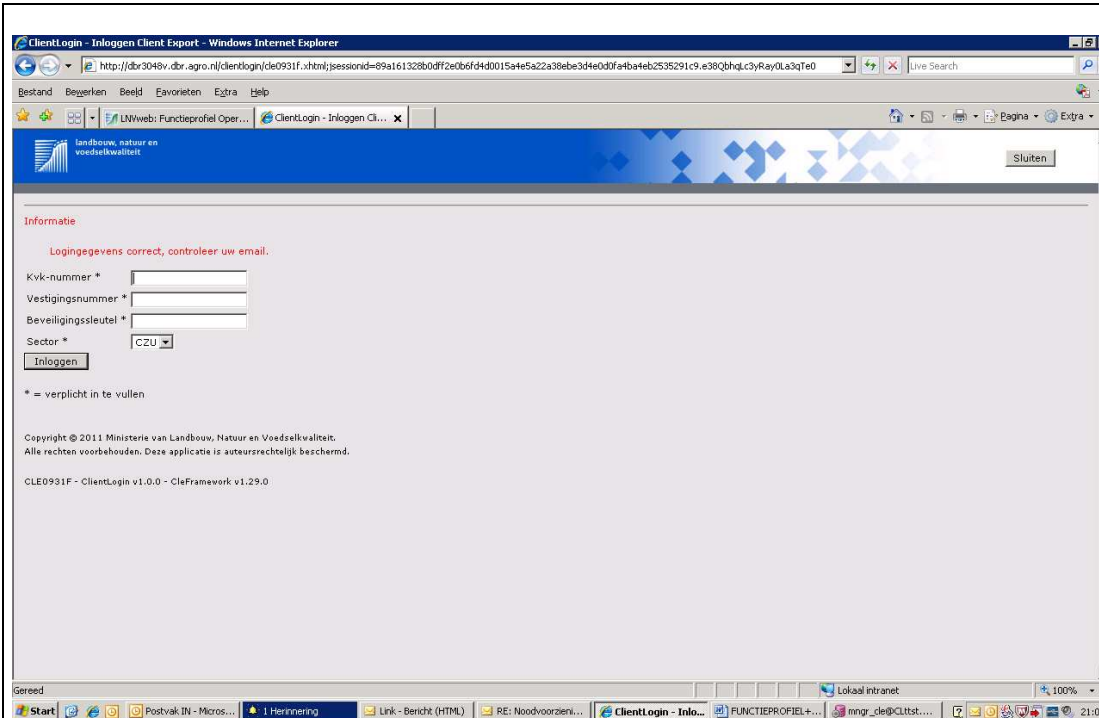 ClientLogin - Inloggen Client Export - Windows Internet Explorer
http://dbr3048v.dbr.agro.nl/clientlogin/cle0931f.xhtml;jsessionid=89a161328b0dff2e0b6fd4d0015a4e5a22a38ebe3d4e0d0fa4ba4eb2535291c9.e38QbhqLc3yRay0La3qTe0
Live Search
Bestand Bewerken Beeld Favorieten Extra Help
LNVweb: Functieprofiel Oper... ClientLogin - Inloggen Cli... Pagina Extra
landbouw, natuur en
voedselkwaliteit
Sluiten
Informatie
Logingegevens correct, controleer uw email.
Kvk-nummer *
Vestigingsnummer *
Beveiligingssleutel *
Sector * CZU
Inloggen
* = verplicht in te vullen
Copyright © 2011 Ministerie van Landbouw, Natuur en Voedselkwaliteit.
Alle rechten voorbehouden. Deze applicatie is auteursrechtelijk beschermd.
CLE0931F - ClientLogin v1.0.0 - CleFramework v1.29.0
Gereed Lokaal intranet 100%
Start Postvak IN - Micros... 1 Herinnering Link - Bericht (HTML) RE: Noodvoorzieni... ClientLogin - Inlo... FUNCTIEPROFIEL+... mngr_cle@CLttst.... 21:0